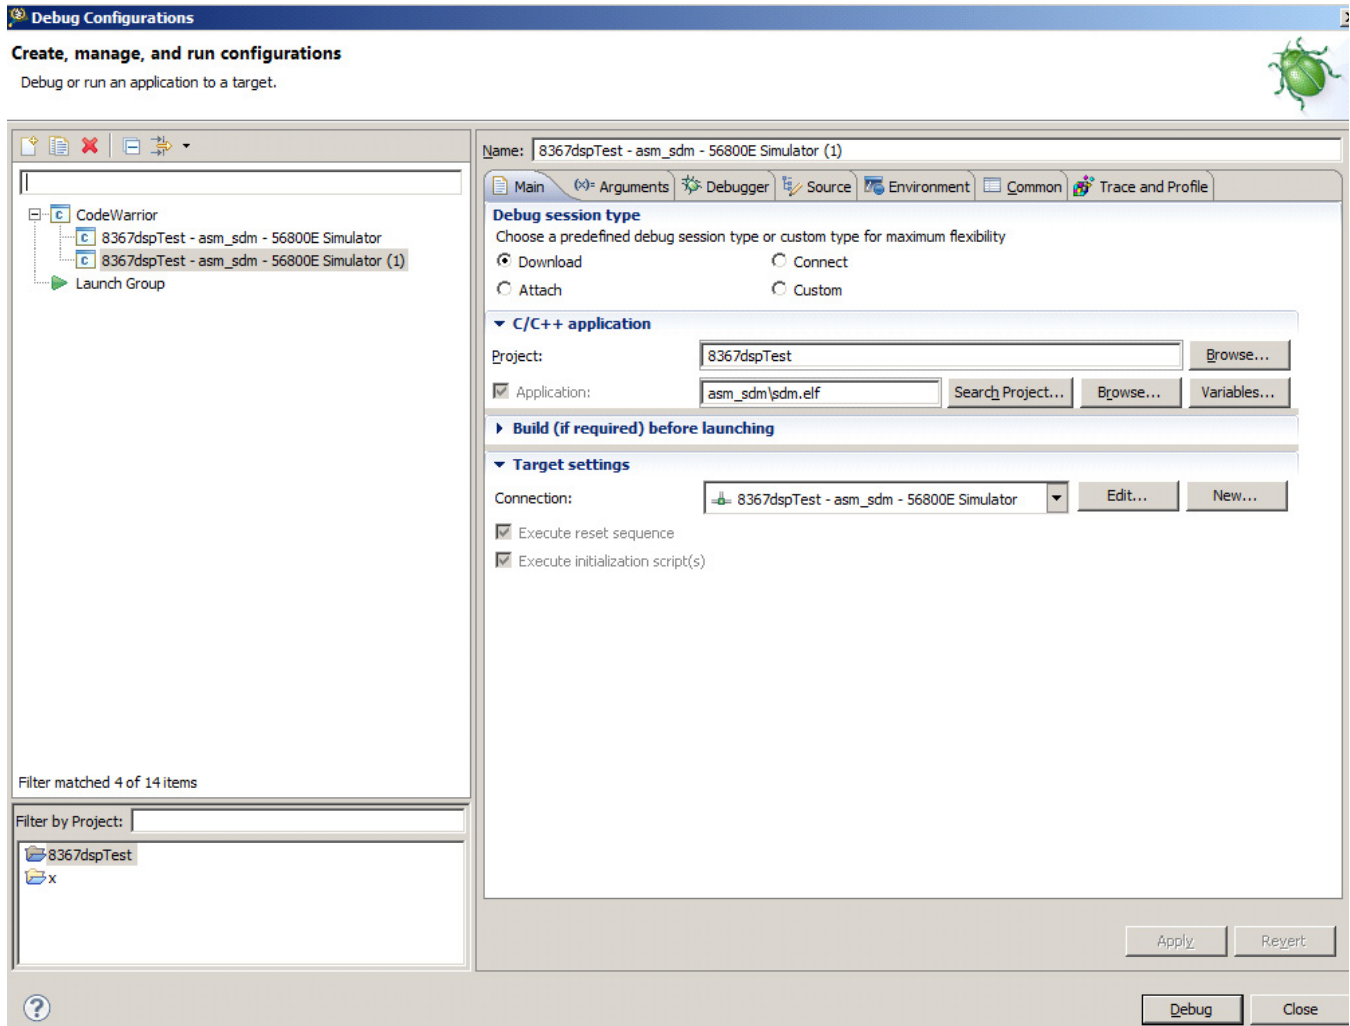 Debug Configurations
Create, manage, and run configurations
Debug or run an application to a target.
Name: 8367dspTest - asm_sdm - 56800E Simulator (1)
Main (x)= Arguments Debugger Source Environment Common Trace and Profile
CodeWarrior
8367dspTest - asm_sdm - 56800E Simulator
8367dspTest - asm_sdm - 56800E Simulator (1)
Launch Group
Filter matched 4 of 14 items
Filter by Project:
8367dspTest
x
Debug session type
Choose a predefined debug session type or custom type for maximum flexibility
Download Connect
Attach Custom
C/C++ application
Project: 8367dspTest Browse...
Application: asm_sdm\sdm.elf Search Project... Browse... Variables...
Build (if required) before launching
Target settings
Connection: 8367dspTest - asm_sdm - 56800E Simulator Edit... New...
Execute reset sequence
Execute initialization script(s)
Apply Revert
? Debug Close